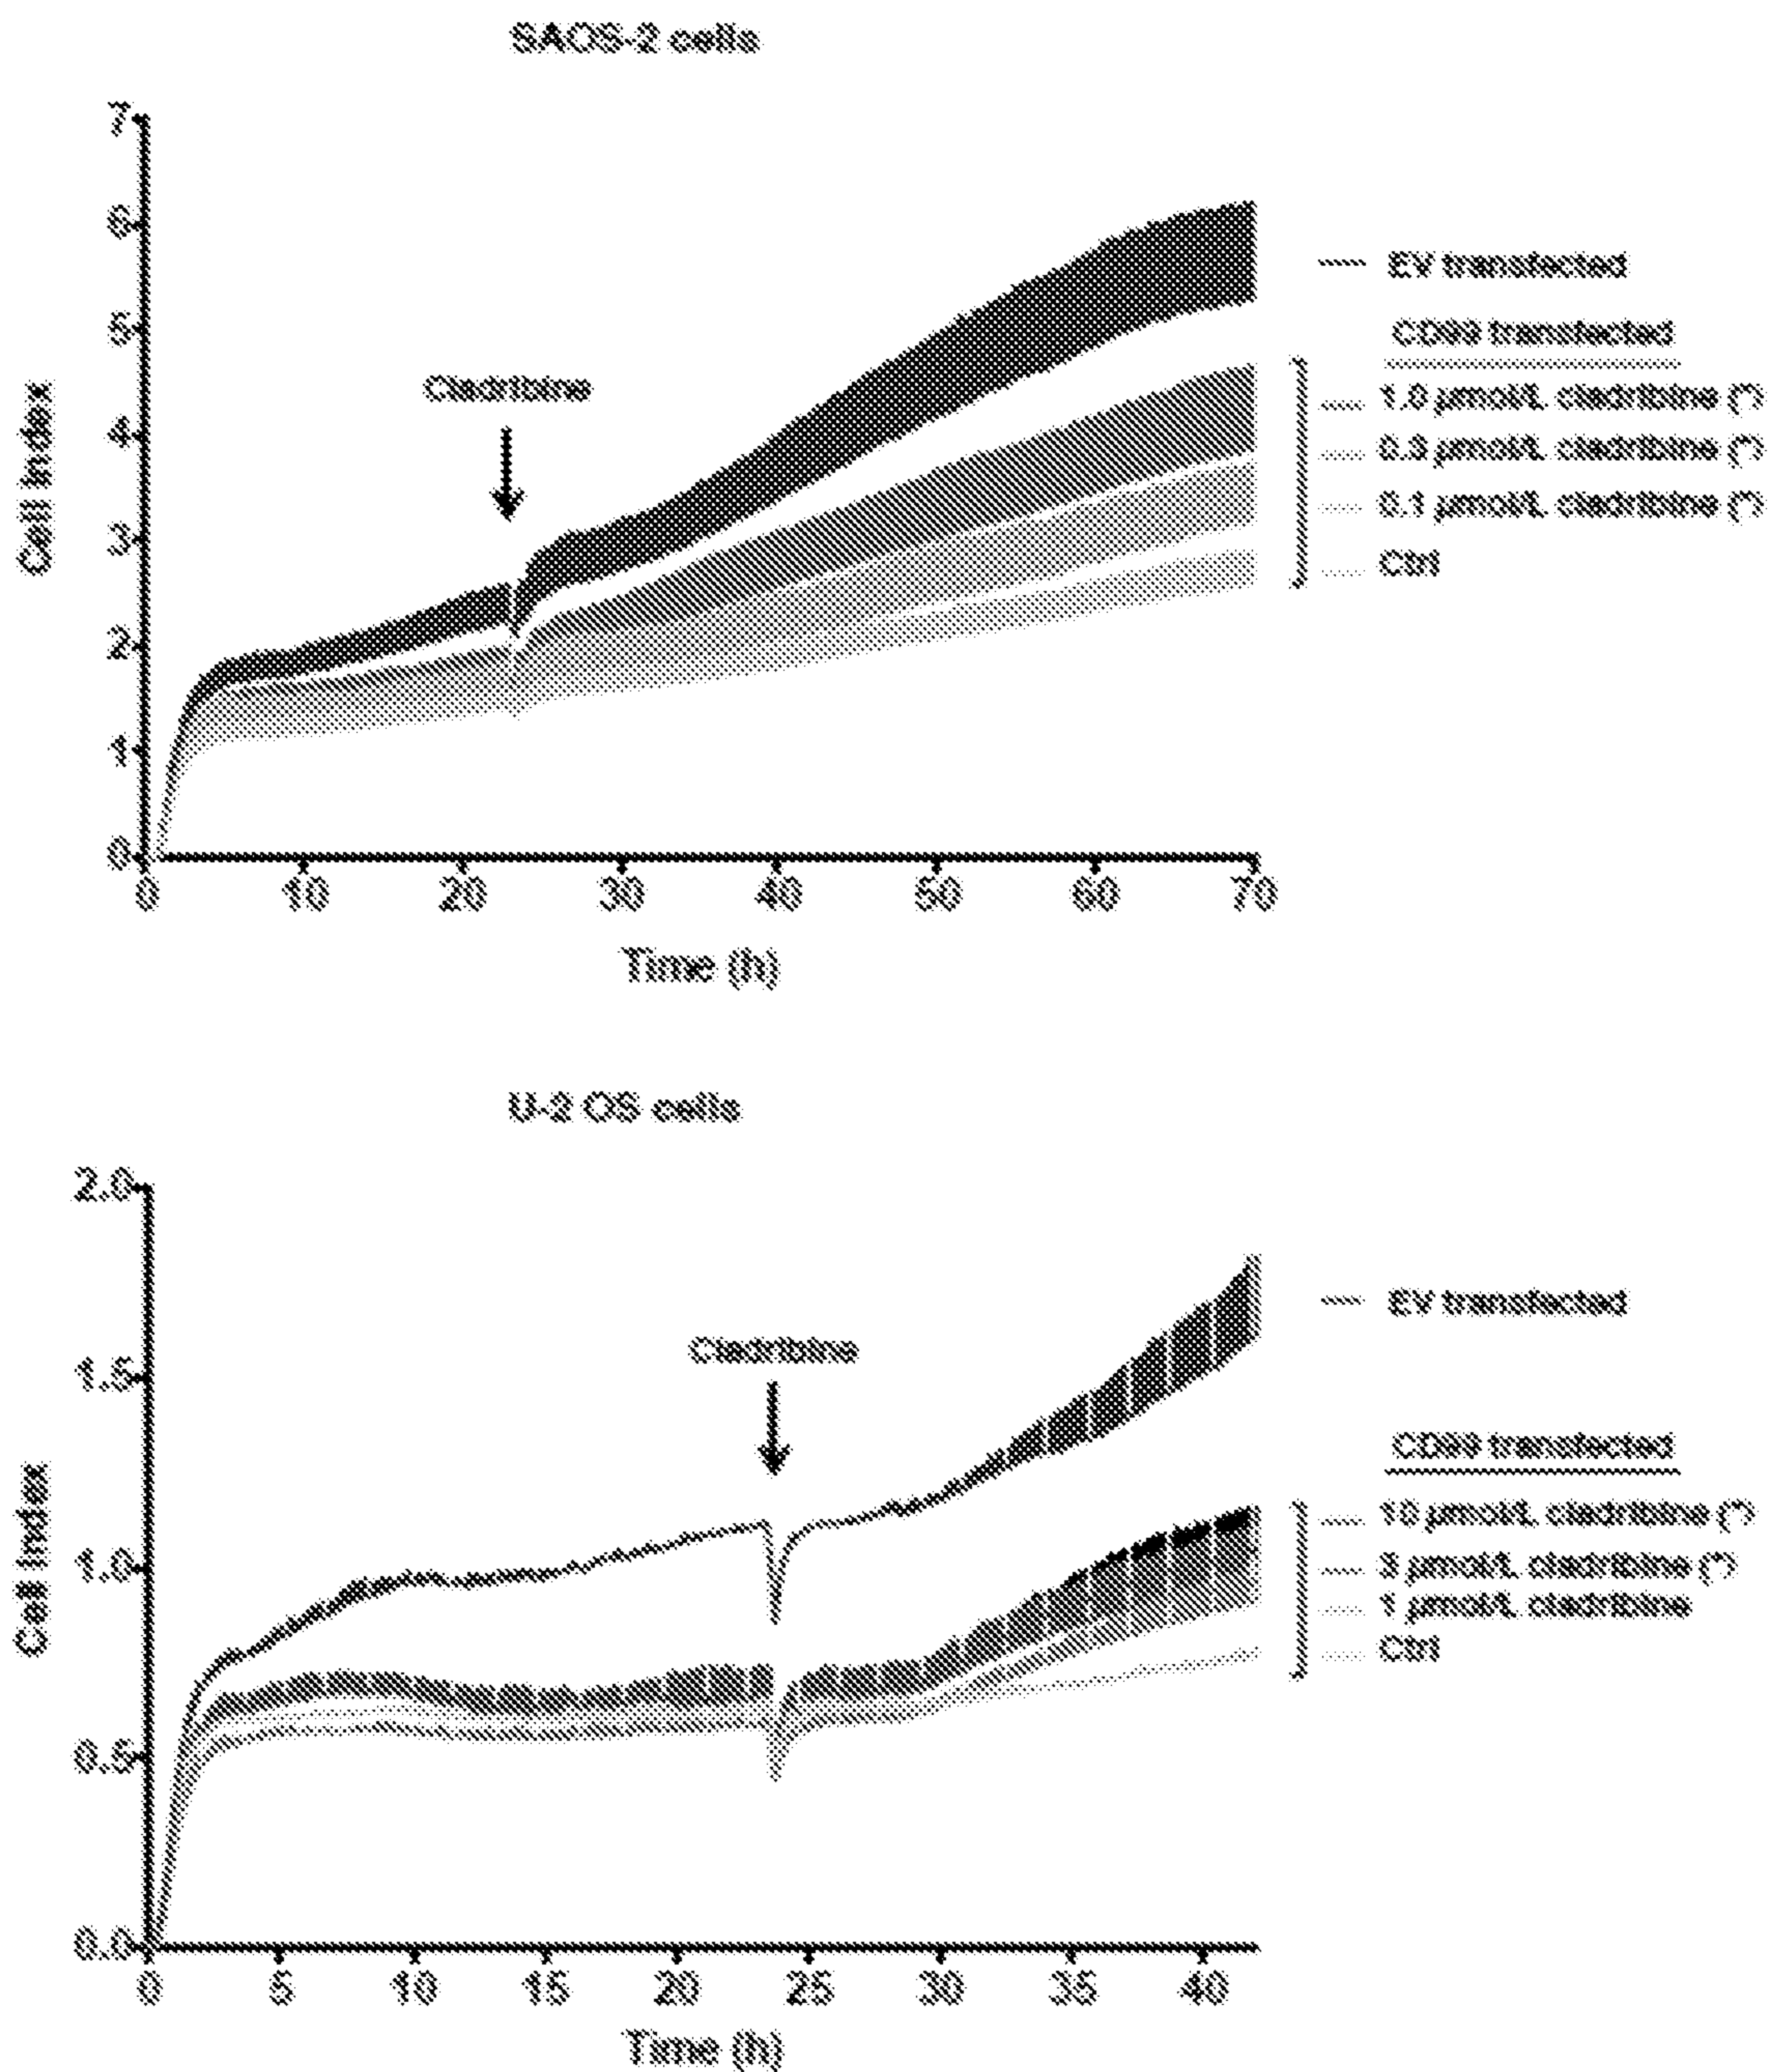 SAOS-2 cells
7
6
5
4
3
2
1
0
Cell index
Cladribine
0 10 20 30 40 50 60 70
Time (h)
EV transfected
CD99 transfected
1.0 µmol/L cladribine (*)
0.3 µmol/L cladribine (*)
0.1 µmol/L cladribine (*)
Ctrl
U-2 OS cells
2.0
1.5
1.0
0.5
0.0
Cell index
Cladribine
0 5 10 15 20 25 30 35 40
Time (h)
EV transfected
CD99 transfected
10 µmol/L cladribine (*)
3 µmol/L cladribine (*)
1 µmol/L cladribine
Ctrl